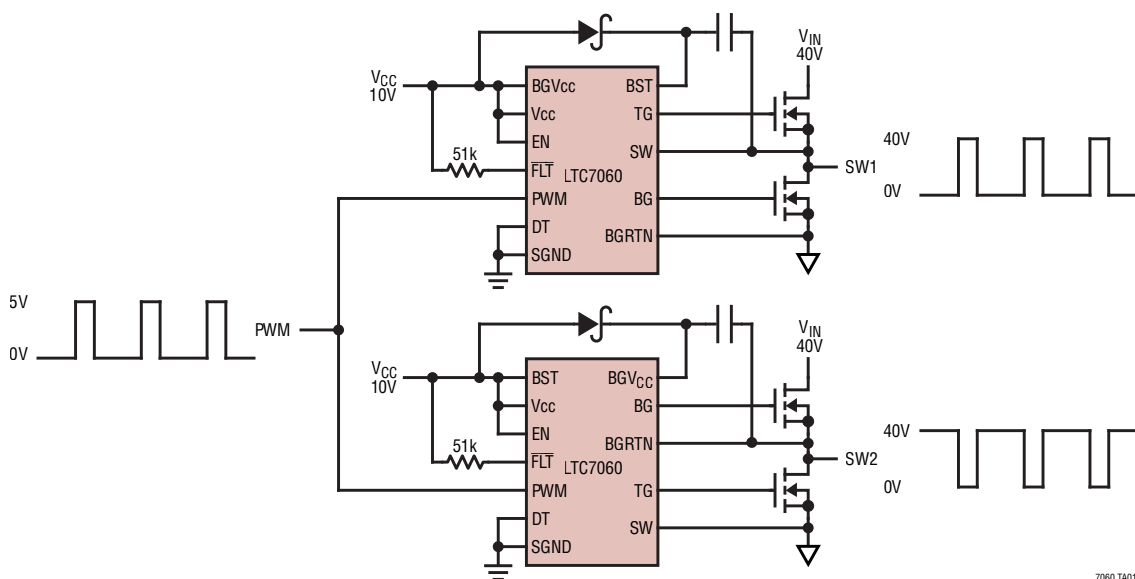 VIN
40V
VCC
10V
BGVcc
BST
Vcc
TG
EN
SW
51k
FLT
LTC7060
40V
SW1
PWM
BG
0V
DT
BGRTN
SGND
5V
PWM
0V
VIN
40V
VCC
10V
BST
BGVCC
Vcc
BG
EN
BGRTN
40V
51k
FLT
LTC7060
SW2
PWM
TG
0V
DT
SW
SGND
7060 TA01